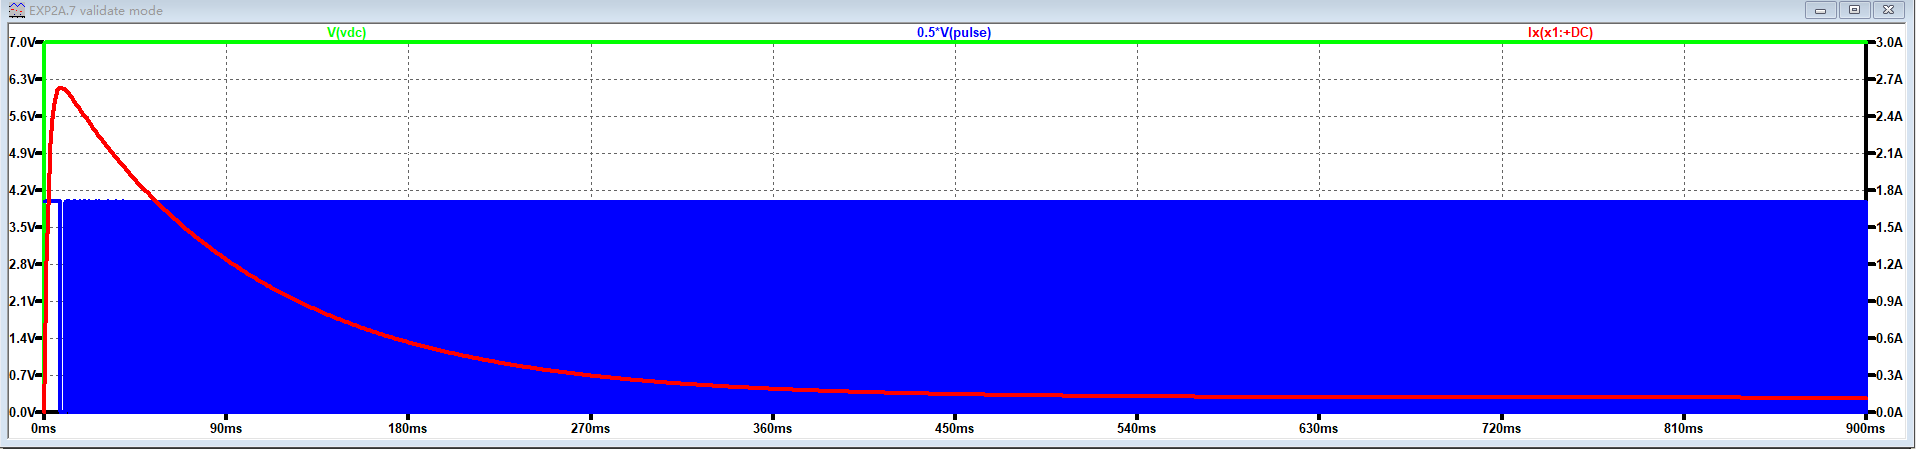 EXP2A.7 validate mode
V(vdc) 0.5*V(pulse) Ix(x1:+DC)
7.0V 3.0A
6.3V 2.7A
5.6V 2.4A
4.9V 2.1A
4.2V 1.8A
3.5V 1.5A
2.8V 1.2A
2.1V 0.9A
1.4V 0.6A
0.7V 0.3A
0.0V 0.0A
0ms 90ms 180ms 270ms 360ms 450ms 540ms 630ms 720ms 810ms 900ms